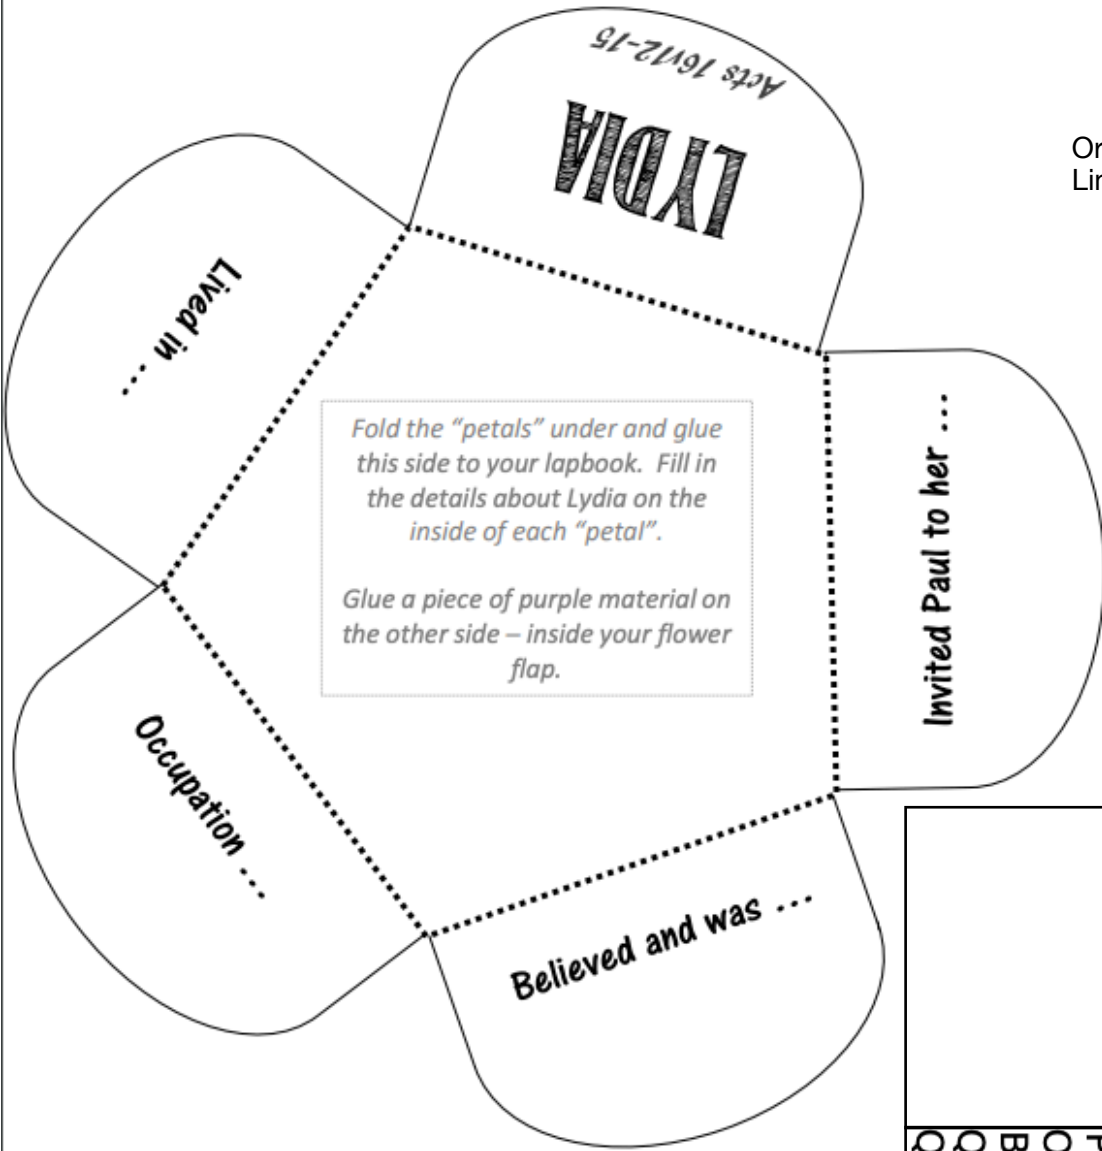 Acts 16v12-15
LYDIA
Lived in ...
Invited Paul to her ...
Fold the “petals” under and glue
this side to your lapbook. Fill in
the details about Lydia on the
inside of each “petal”.
Glue a piece of purple material on
the other side – inside your flower
flap.
Occupation ...
Believed and was ...